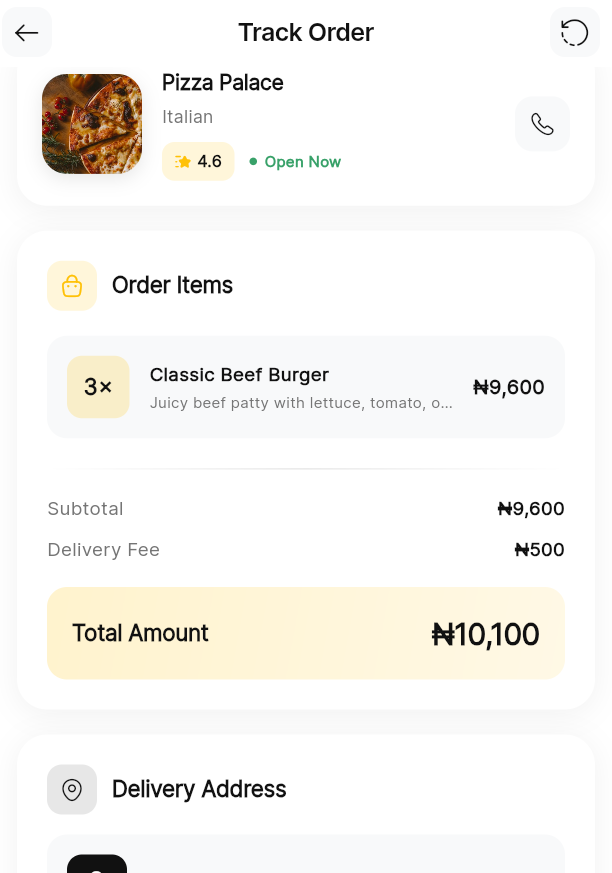 Track Order
Pizza Palace
Italian
4.6 Open Now
Order Items
3× Classic Beef Burger ₦9,600
Juicy beef patty with lettuce, tomato, o...
Subtotal ₦9,600
Delivery Fee ₦500
Total Amount ₦10,100
Delivery Address